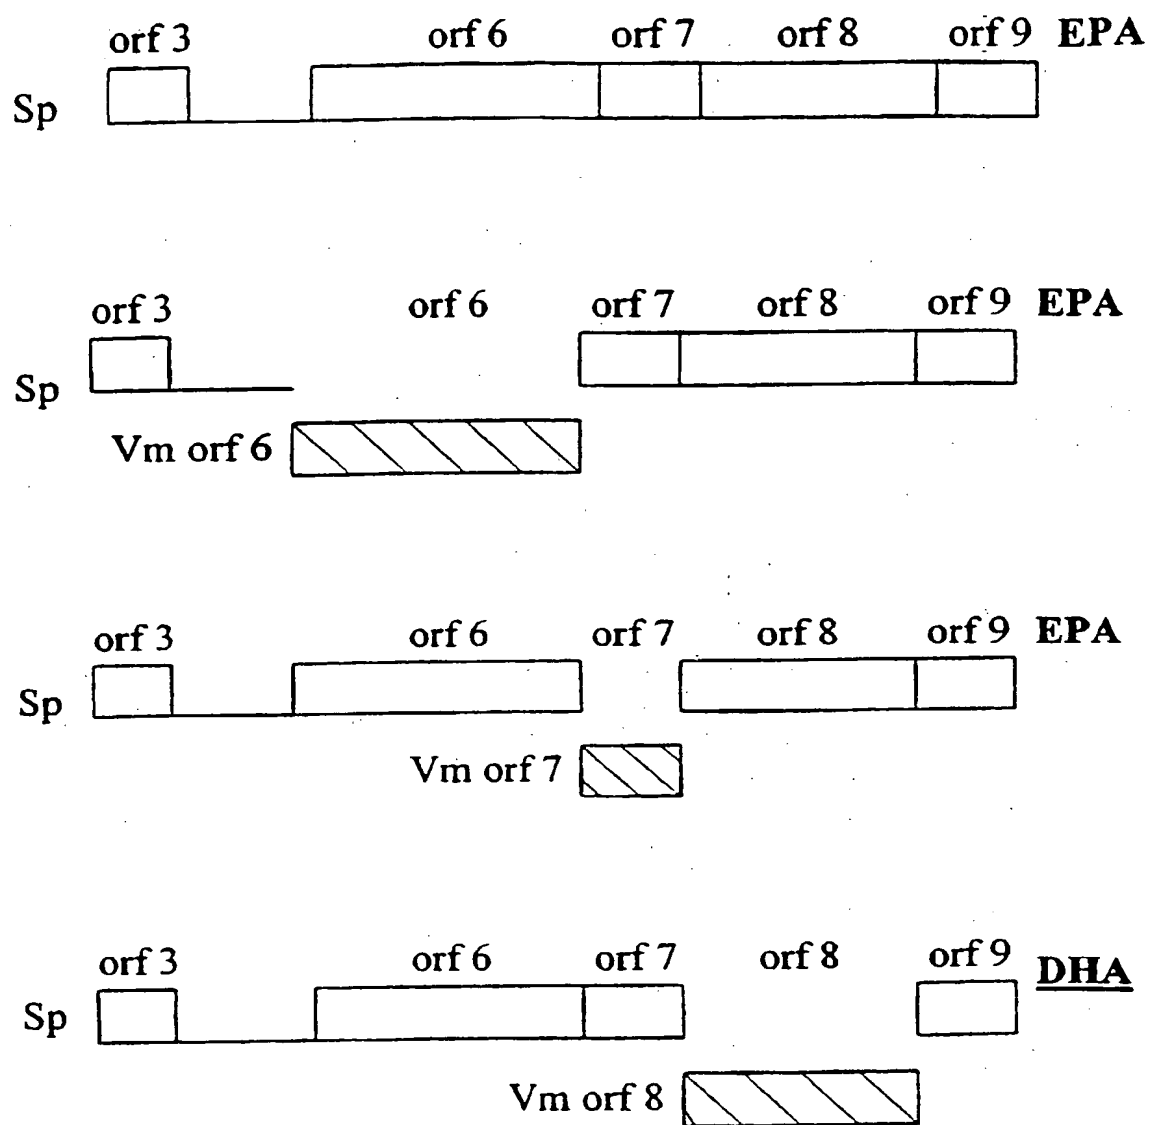 orf 3 orf 6 orf 7 orf 8 orf 9 EPA
Sp
orf 3 orf 6 orf 7 orf 8 orf 9 EPA
Sp
Vm orf 6
orf 3 orf 6 orf 7 orf 8 orf 9 EPA
Sp
Vm orf 7
orf 3 orf 6 orf 7 orf 8 orf 9 DHA
Sp
Vm orf 8